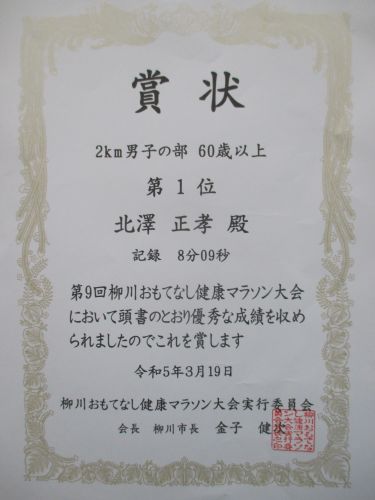 賞状
2km男子の部 60歳以上
第1位
北澤 正孝 殿
記録 8分09秒
第9回柳川おもてなし健康マラソン大会
において頭書のとおり優秀な成績を収め
られましたのでこれを賞します
令和5年3月19日
柳川おもてなし健康マラソン大会実行委員会
会長 柳川市長 金子 健次